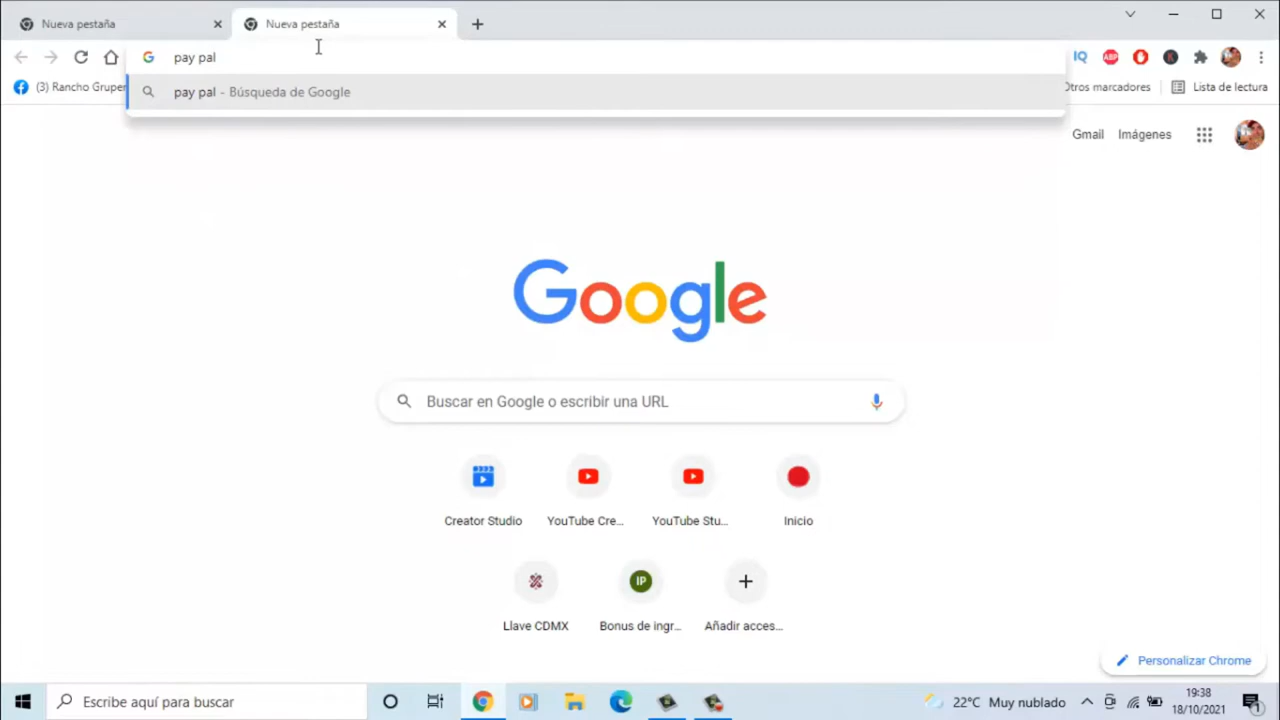 Nueva pestaña
Nueva pestaña
pay pal
IQ
ABP
K
(3) Rancho Gruper
pay pal - Búsqueda de Google
Otros marcadores
Lista de lectura
Gmail
Imágenes
Google
Buscar en Google o escribir una URL
Creator Studio
YouTube Cre...
YouTube Stu...
Inicio
IP
Llave CDMX
Bonus de ingr...
Añadir acces...
Personalizar Chrome
Escribe aquí para buscar
22°C Muy nublado
19:38
18/10/2021
1